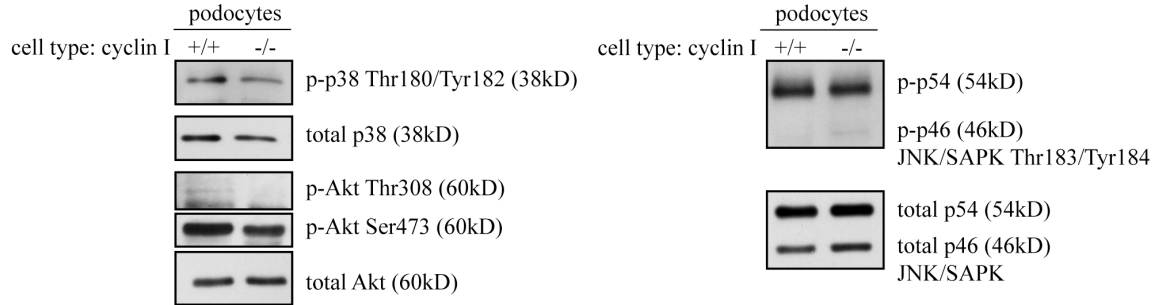 podocytes
cell type: cyclin I +/+ -/-
p-p38 Thr180/Tyr182 (38kD)
total p38 (38kD)
p-Akt Thr308 (60kD)
p-Akt Ser473 (60kD)
total Akt (60kD)
podocytes
cell type: cyclin I +/+ -/-
p-p54 (54kD)
p-p46 (46kD)
JNK/SAPK Thr183/Tyr184
total p54 (54kD)
total p46 (46kD)
JNK/SAPK